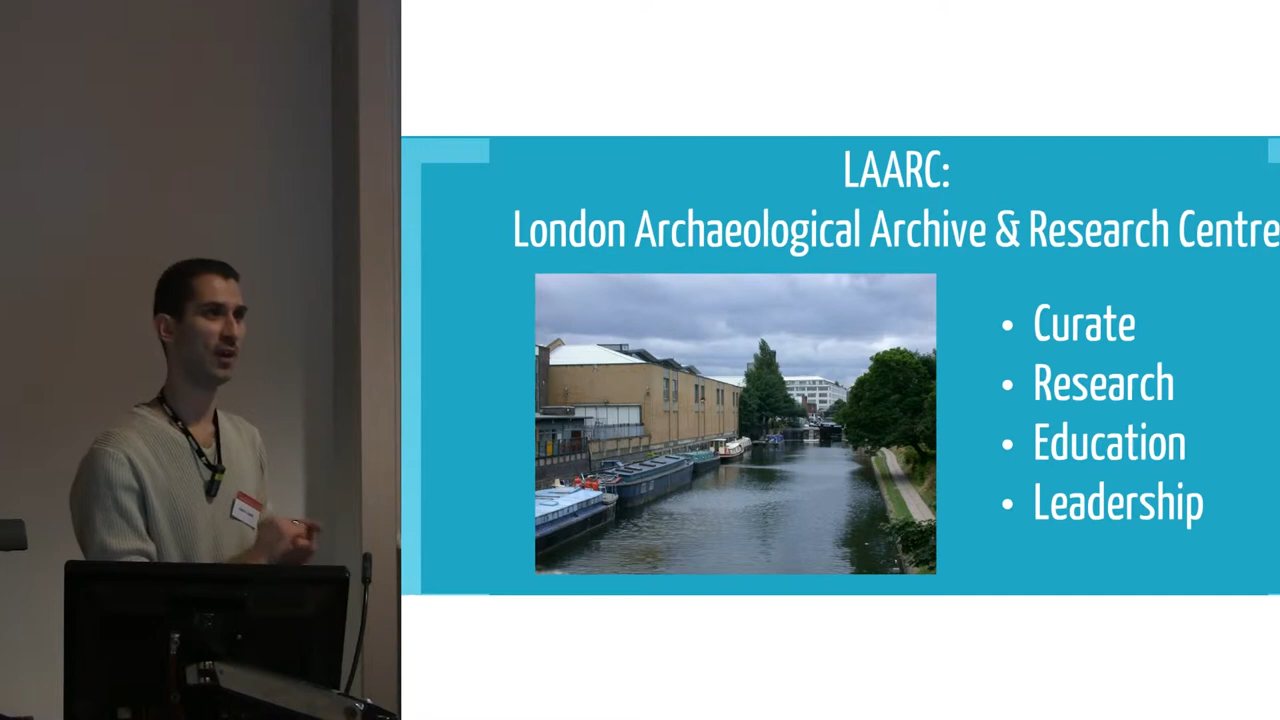 LAARC:
London Archaeological Archive & Research Centre
• Curate
• Research
• Education
• Leadership